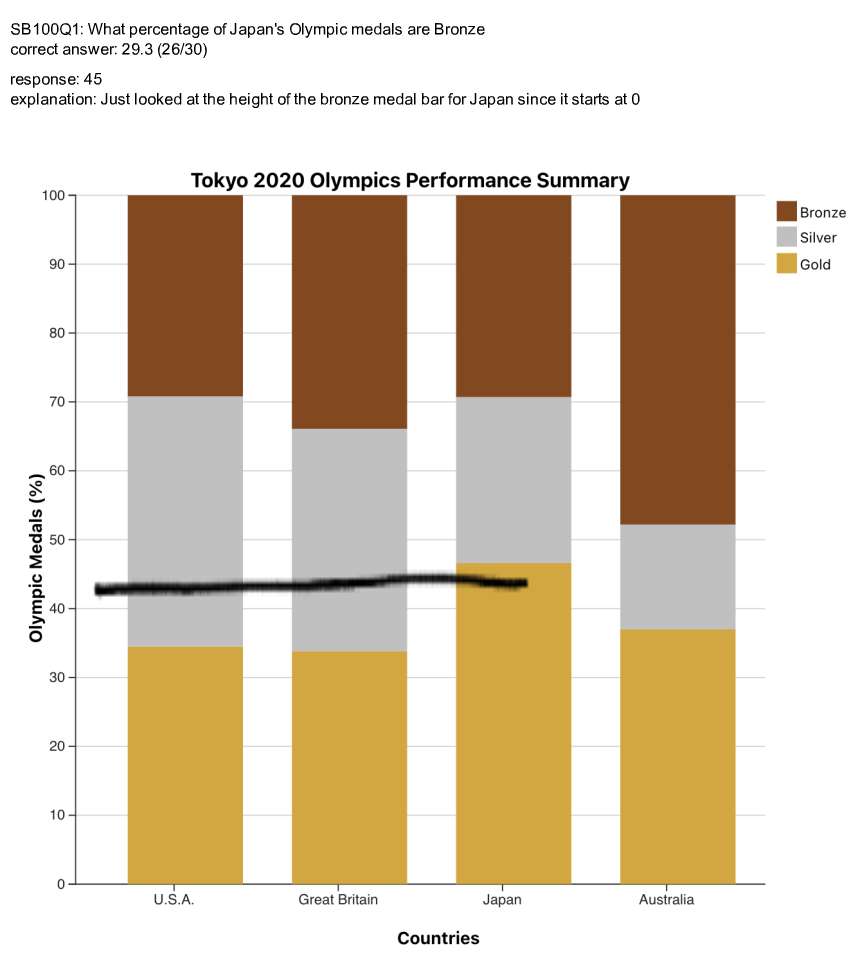 SB100Q1: What percentage of Japan's Olympic medals are Bronze
correct answer: 29.3 (26/30)
response: 45
explanation: Just looked at the height of the bronze medal bar for Japan since it starts at 0
Tokyo 2020 Olympics Performance Summary
100
90
80
70
60
50
40
30
20
10
0
Olympic Medals (%)
Bronze
Silver
Gold
U.S.A. Great Britain Japan Australia
Countries